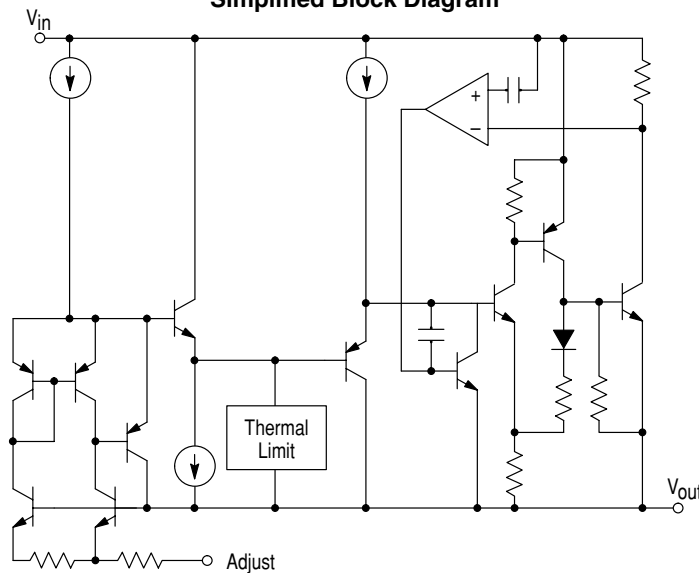 Simplified Block Diagram
Vin
+
−
Thermal
Limit
Vout
Adjust